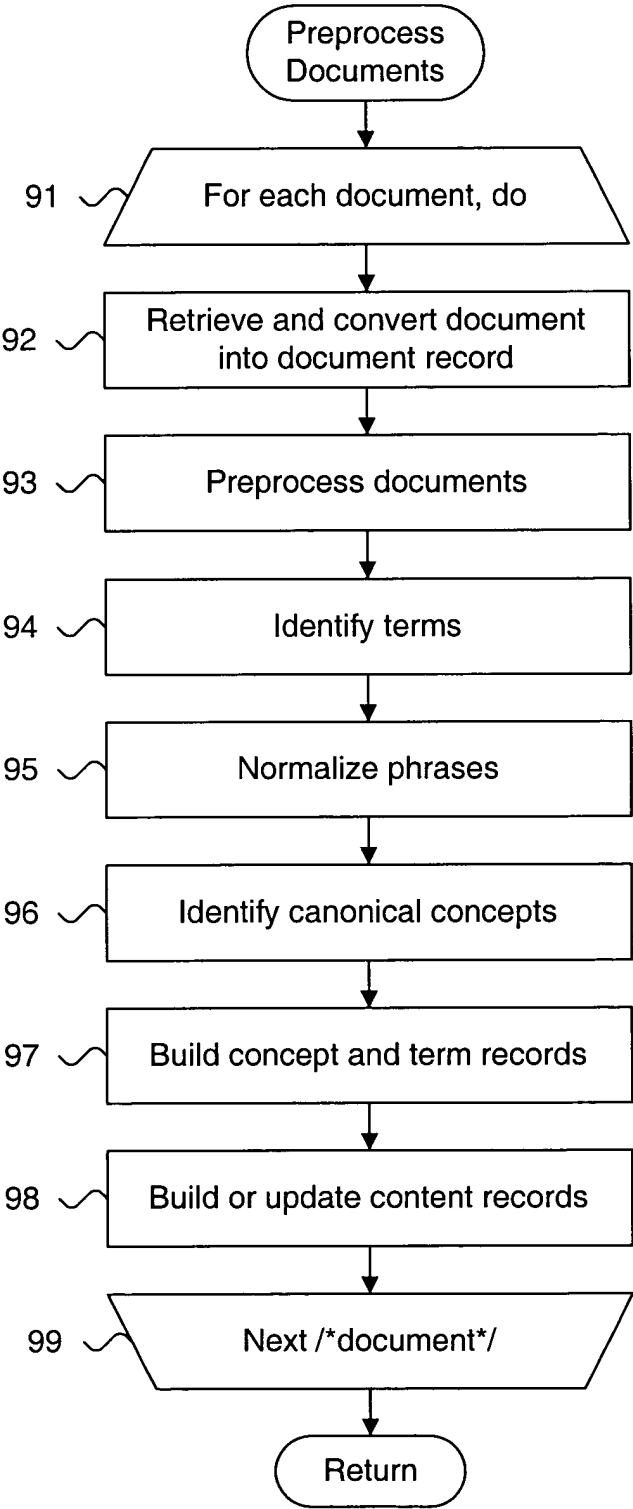 Preprocess
Documents
91
For each document, do
92
Retrieve and convert document
into document record
93
Preprocess documents
94
Identify terms
95
Normalize phrases
96
Identify canonical concepts
97
Build concept and term records
98
Build or update content records
99
Next /*document*/
Return